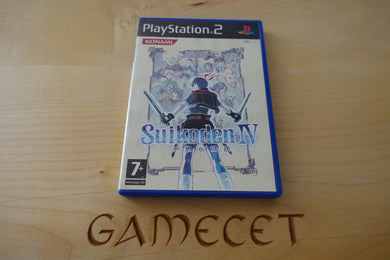 PlayStation 2
KONAMI
Suikoden IV
7+
GAMECET